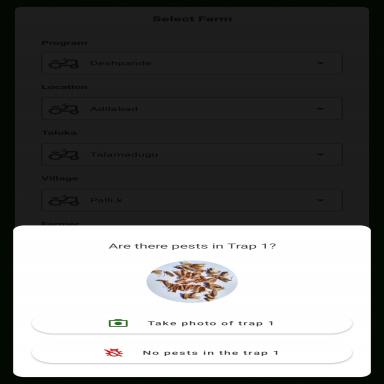 Select Farm
Program
Deshpande
Location
Adilabad
Taluka
Talamadugu
Village
Palli.k
Farmer
Are there pests in Trap 1?
Take photo of trap 1
No pests in the trap 1